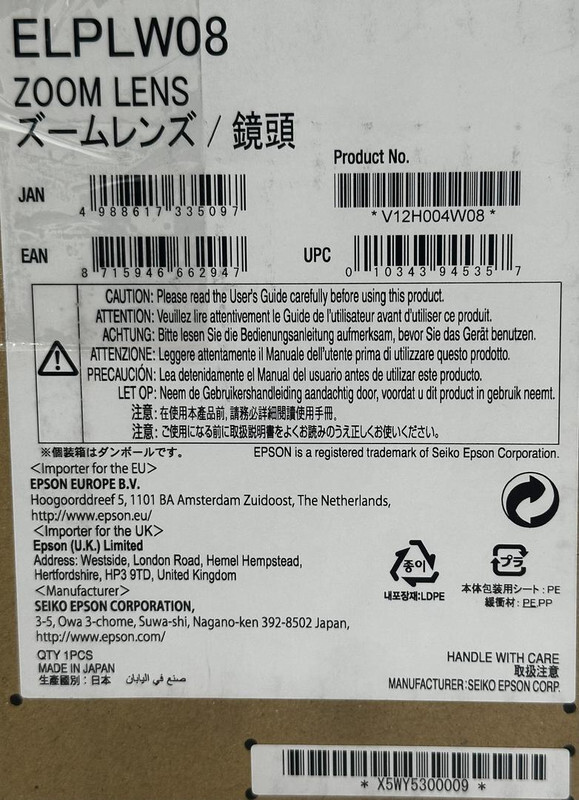 ELPLW08
ZOOM LENS
ズームレンズ / 鏡頭
Product No.
* V12H004W08 *
JAN
4 988617 335097
EAN
8 715946 662947
UPC
0 10343 94535 7
CAUTION: Please read the User's Guide carefully before using this product.
ATTENTION: Veuillez lire attentivement le Guide de l'utilisateur avant d'utiliser ce produit.
ACHTUNG: Bitte lesen Sie die Bedienungsanleitung aufmerksam, bevor Sie das Gerät benutzen.
ATTENZIONE: Leggere attentamente il Manuale dell'utente prima di utilizzare questo prodotto.
PRECAUCIÓN: Lea detenidamente el Manual del usuario antes de utilizar este producto.
LET OP: Neem de Gebruikershandleiding aandachtig door, voordat u dit product in gebruik neemt.
注意: 在使用本產品前, 請務必詳細閱讀使用手冊.
注意: ご使用になる前に取扱説明書をよくお読みのうえ正しくお使いください。
※個装箱はダンボールです。
EPSON is a registered trademark of Seiko Epson Corporation.
<Importer for the EU>
EPSON EUROPE B.V.
Hoogoorddreef 5, 1101 BA Amsterdam Zuidoost, The Netherlands,
http://www.epson.eu/
<Importer for the UK>
Epson (U.K.) Limited
Address: Westside, London Road, Hemel Hempstead,
Hertfordshire, HP3 9TD, United Kingdom
<Manufacturer>
SEIKO EPSON CORPORATION,
3-5, Owa 3-chome, Suwa-shi, Nagano-ken 392-8502 Japan,
http://www.epson.com/
종이
내포장재:LDPE
プラ
本体包装用シート: PE
緩衝材: PE,PP
QTY 1PCS
MADE IN JAPAN
生產國別：日本 صنع في اليابان
HANDLE WITH CARE
取扱注意
MANUFACTURER: SEIKO EPSON CORP.
* X5WY5300009 *